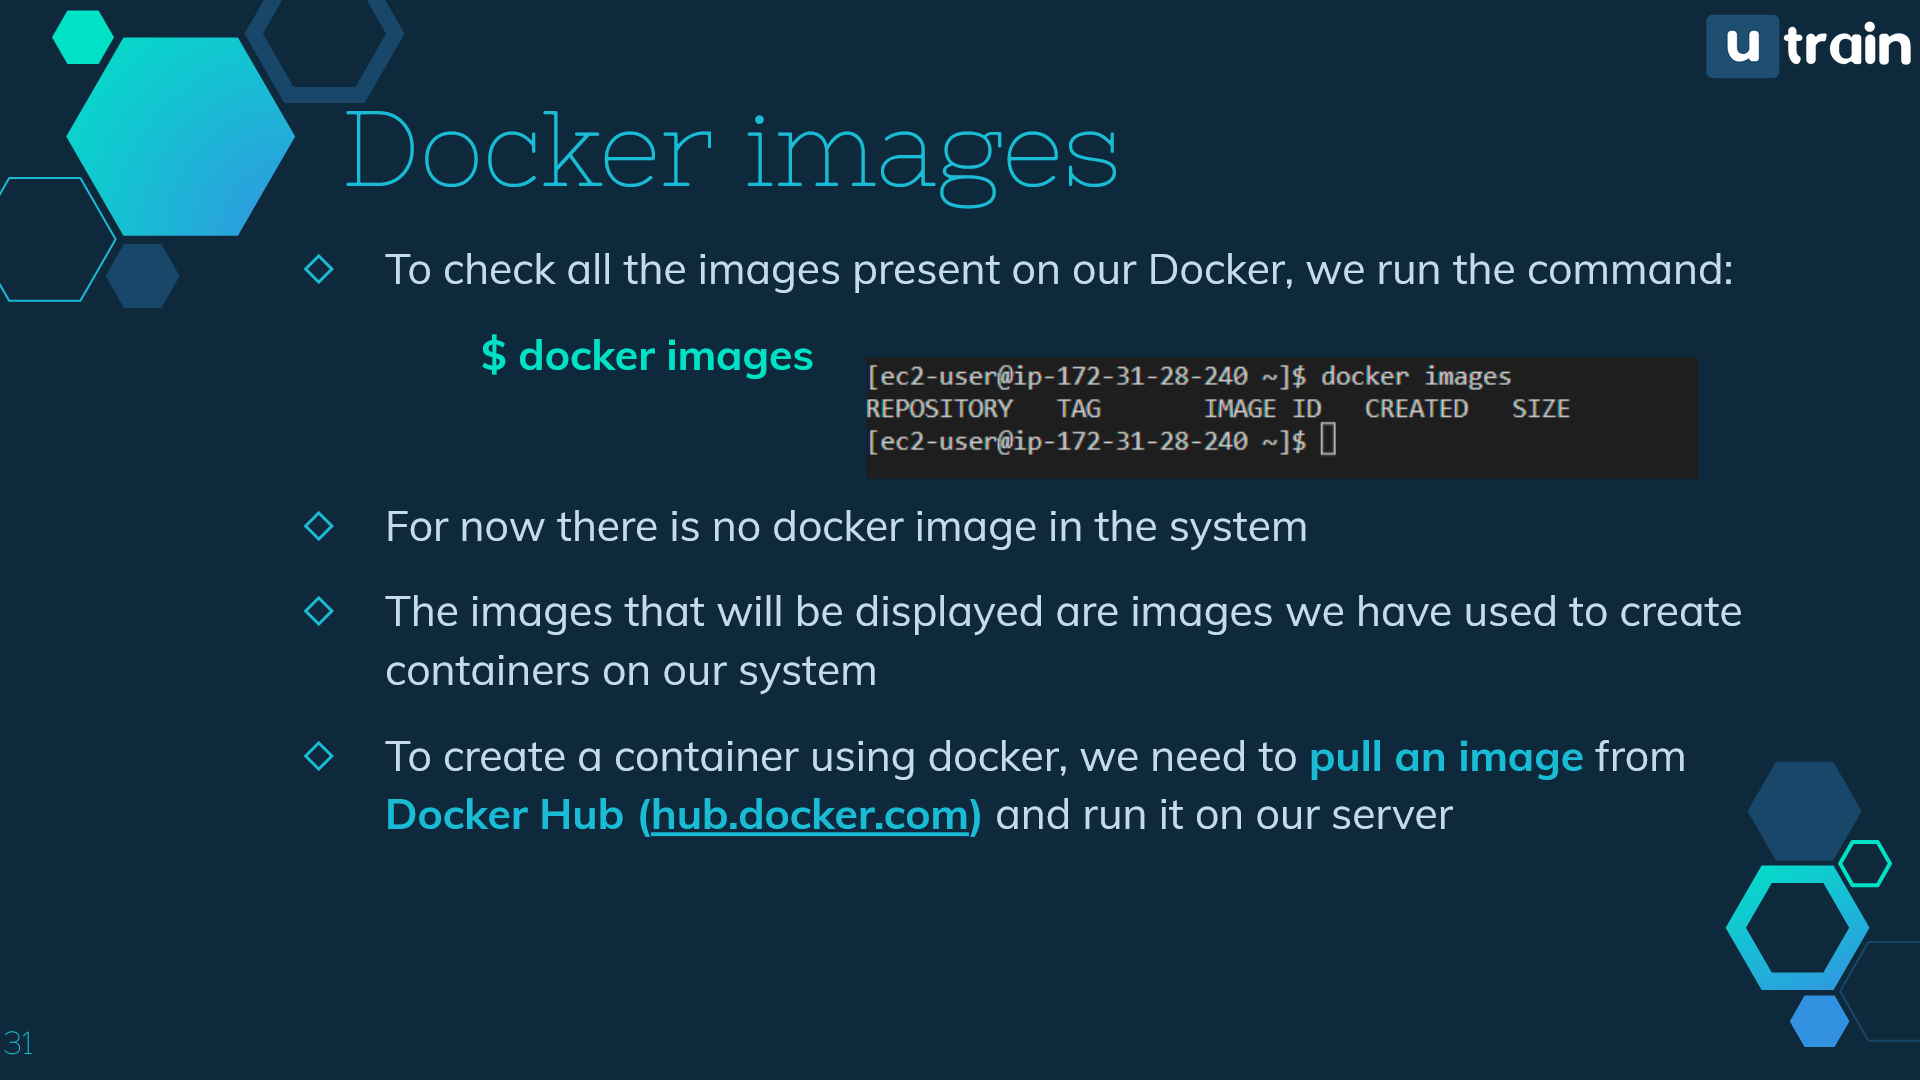 u train
Docker images
To check all the images present on our Docker, we run the command:
$ docker images
[ec2-user@ip-172-31-28-240 ~]$ docker images
REPOSITORY TAG IMAGE ID CREATED SIZE
[ec2-user@ip-172-31-28-240 ~]$
For now there is no docker image in the system
The images that will be displayed are images we have used to create
containers on our system
To create a container using docker, we need to pull an image from
Docker Hub (hub.docker.com) and run it on our server
31